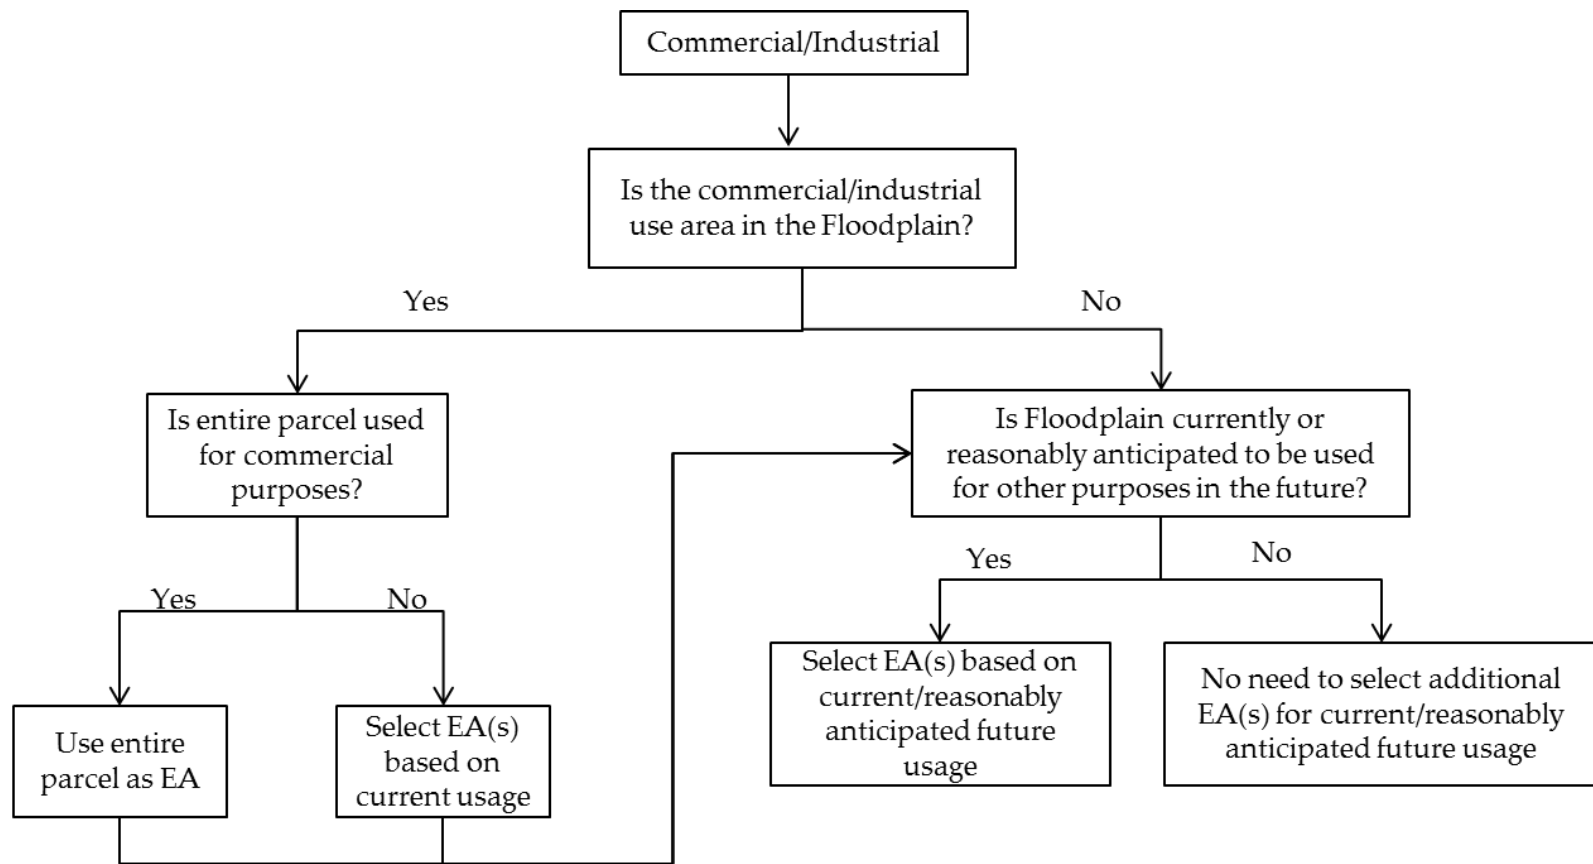 Commercial/Industrial
Is the commercial/industrial
use area in the Floodplain?
Yes
No
Is entire parcel used
for commercial
purposes?
Is Floodplain currently or
reasonably anticipated to be used
for other purposes in the future?
Yes
No
Yes
No
Use entire
parcel as EA
Select EA(s)
based on
current usage
Select EA(s) based on
current/reasonably
anticipated future
usage
No need to select additional
EA(s) for current/reasonably
anticipated future usage